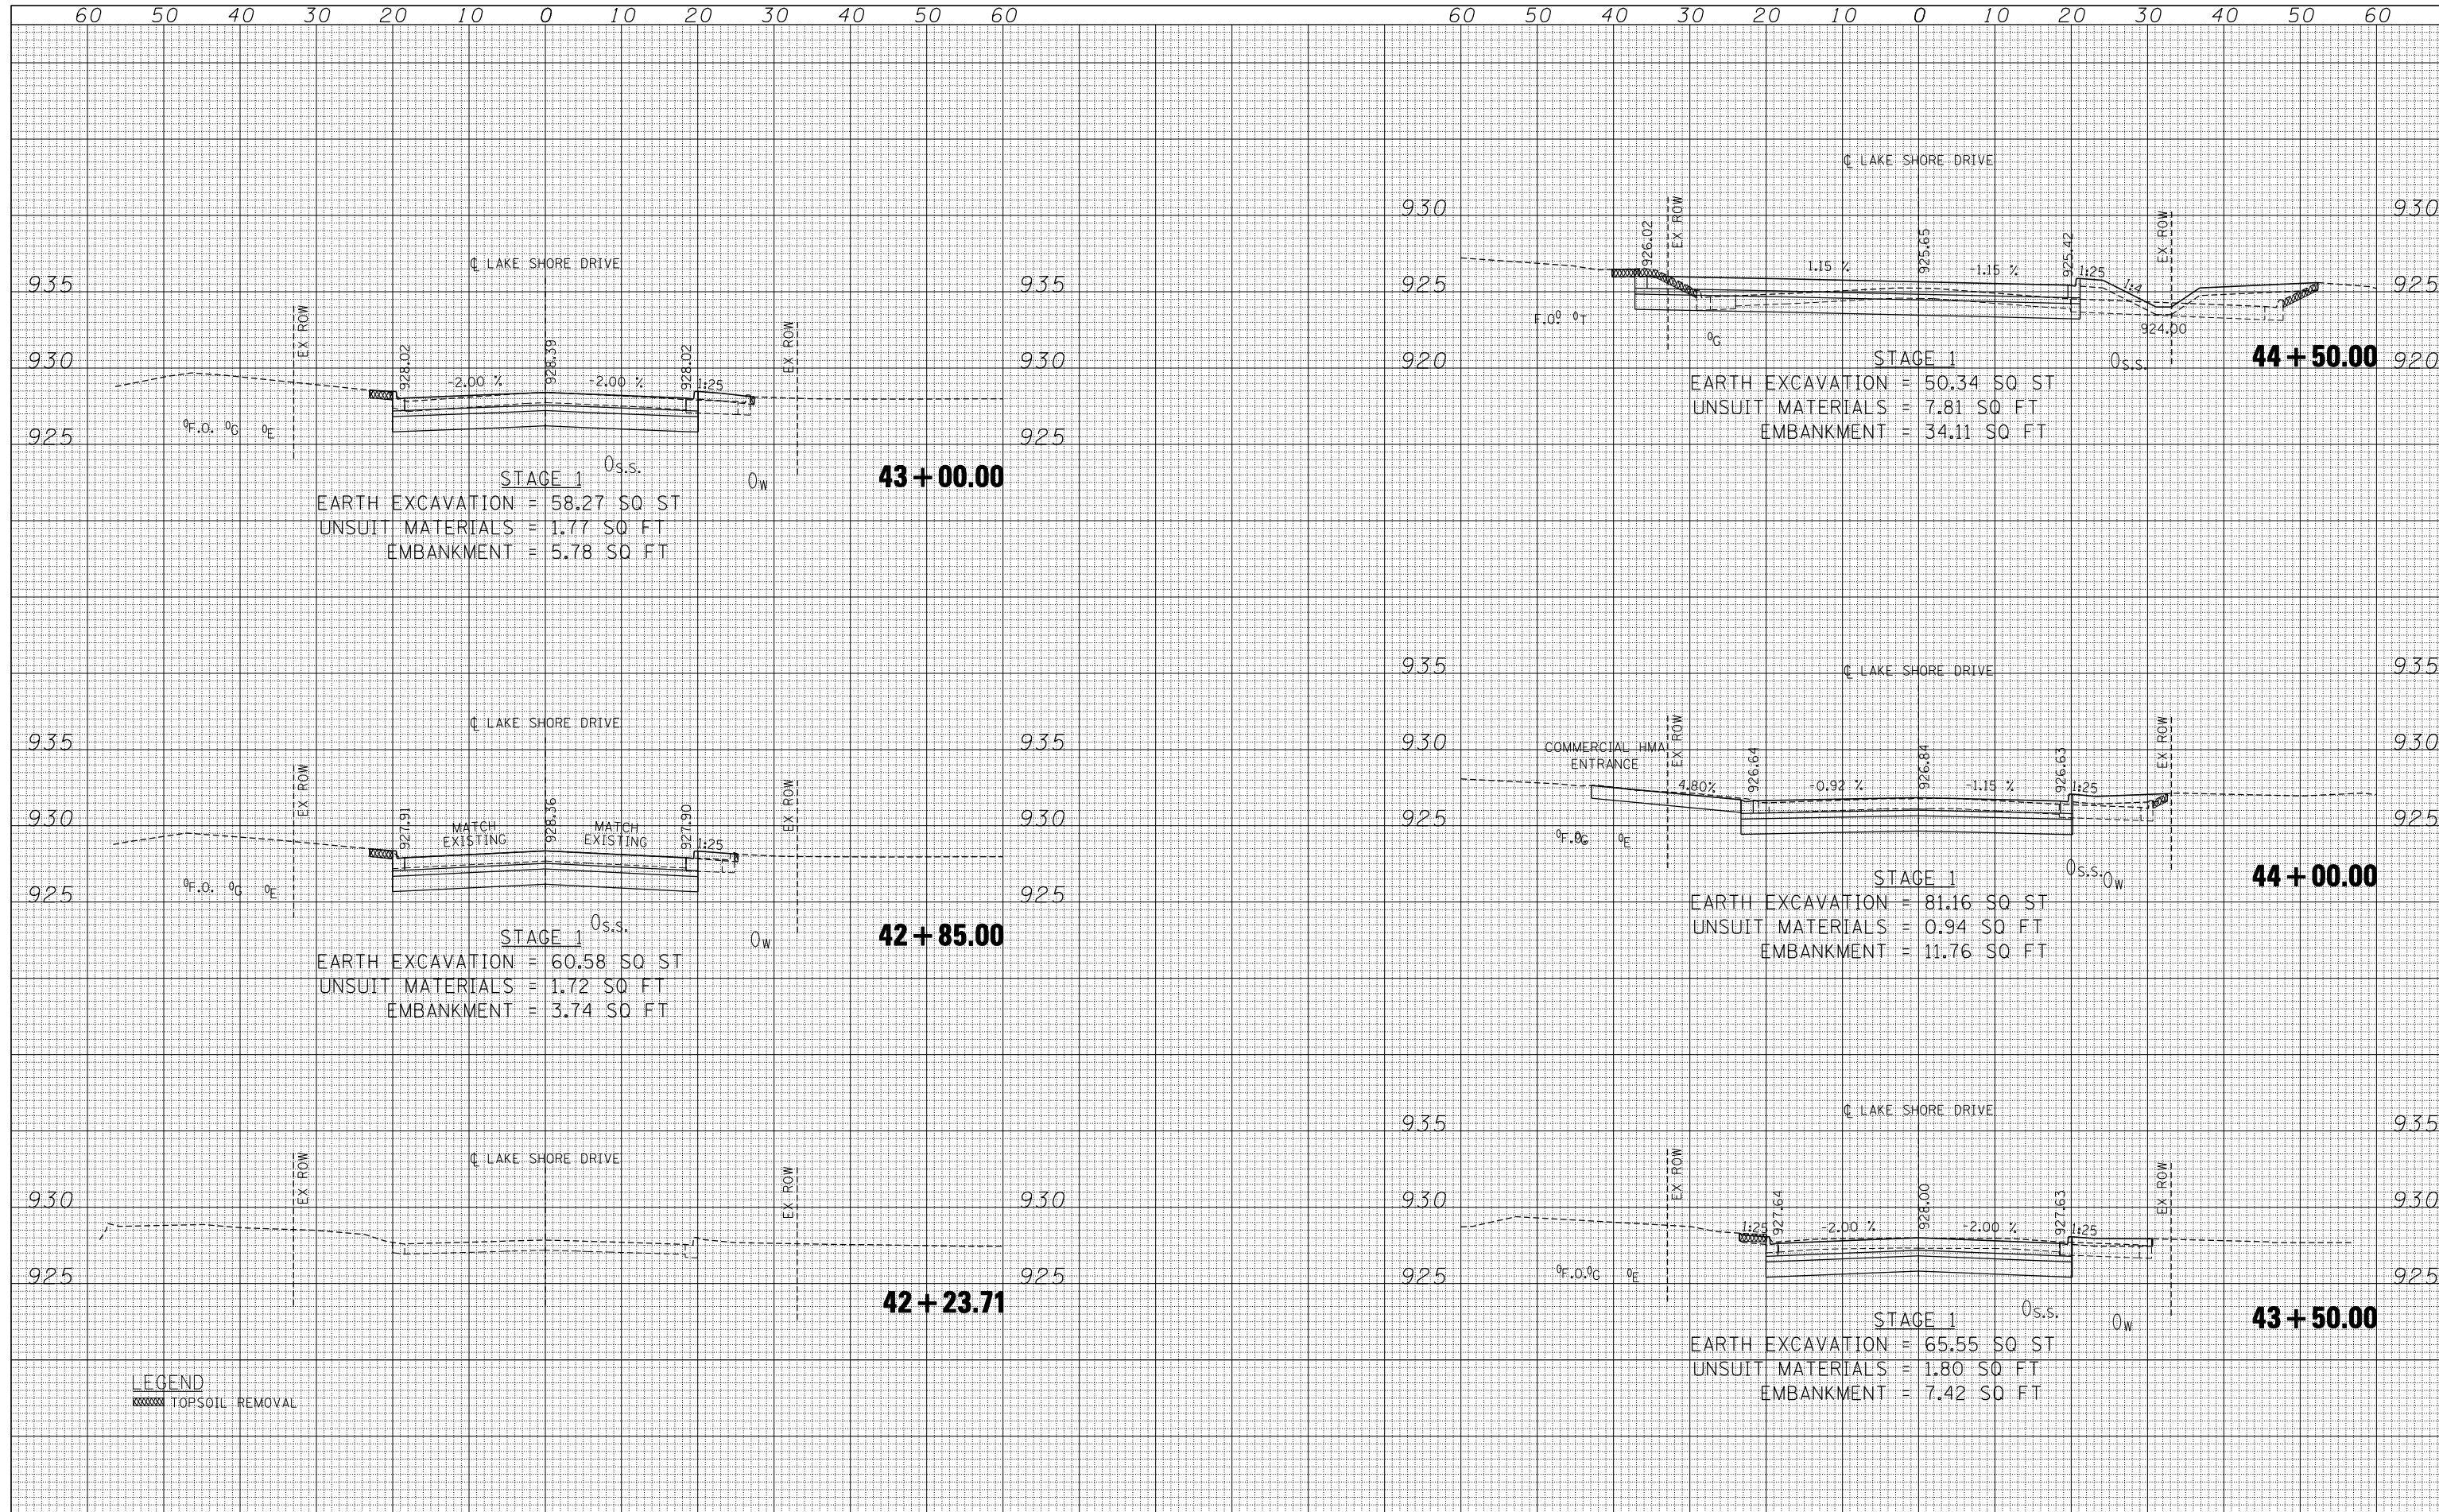 60 50 40 30 20 10 0 10 20 30 40 50 60
60 50 40 30 20 10 0 10 20 30 40 50 60
℄ LAKE SHORE DRIVE
935 935
EX ROW
EX ROW
930 930
928.02
928.39
928.02
-2.00 %
-2.00 %
1:25
925 925
F.O. G E
S.S.
W
43+00.00
STAGE 1
EARTH EXCAVATION = 58.27 SQ ST
UNSUIT MATERIALS = 1.77 SQ FT
EMBANKMENT = 5.78 SQ FT
℄ LAKE SHORE DRIVE
935 935
EX ROW
EX ROW
930 930
927.91
928.36
927.90
MATCH
EXISTING
MATCH
EXISTING
1:25
925 925
F.O. G E
S.S.
W
42+85.00
STAGE 1
EARTH EXCAVATION = 60.58 SQ ST
UNSUIT MATERIALS = 1.72 SQ FT
EMBANKMENT = 3.74 SQ FT
℄ LAKE SHORE DRIVE
EX ROW
EX ROW
930 930
925 925
42+23.71
LEGEND
TOPSOIL REMOVAL
℄ LAKE SHORE DRIVE
930 930
EX ROW
EX ROW
926.02
925.65
925.42
1.15 %
-1.15 %
1:25
1:4
925 925
F.O. T
G
924.00
920 920
S.S.
44+50.00
STAGE 1
EARTH EXCAVATION = 50.34 SQ ST
UNSUIT MATERIALS = 7.81 SQ FT
EMBANKMENT = 34.11 SQ FT
935 935
℄ LAKE SHORE DRIVE
930 930
EX ROW
EX ROW
COMMERCIAL HMA
ENTRANCE
4.80%
926.64
926.84
926.63
-0.92 %
-1.15 %
1:25
925 925
F.O. G E
S.S.
W
44+00.00
STAGE 1
EARTH EXCAVATION = 81.16 SQ ST
UNSUIT MATERIALS = 0.94 SQ FT
EMBANKMENT = 11.76 SQ FT
℄ LAKE SHORE DRIVE
935 935
EX ROW
EX ROW
930 930
1:25
927.64
928.00
927.63
-2.00 %
-2.00 %
1:25
925 925
F.O. G E
S.S.
W
43+50.00
STAGE 1
EARTH EXCAVATION = 65.55 SQ ST
UNSUIT MATERIALS = 1.80 SQ FT
EMBANKMENT = 7.42 SQ FT